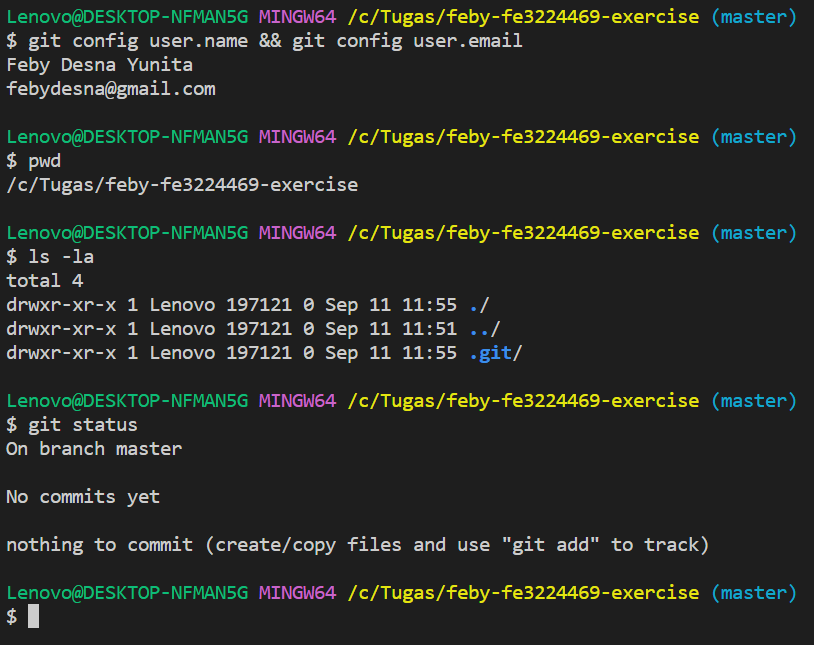 Lenovo@DESKTOP-NFMAN5G MINGW64 /c/Tugas/feby-fe3224469-exercise (master)
$ git config user.name && git config user.email
Feby Desna Yunita
febydesna@gmail.com
Lenovo@DESKTOP-NFMAN5G MINGW64 /c/Tugas/feby-fe3224469-exercise (master)
$ pwd
/c/Tugas/feby-fe3224469-exercise
Lenovo@DESKTOP-NFMAN5G MINGW64 /c/Tugas/feby-fe3224469-exercise (master)
$ ls -la
total 4
drwxr-xr-x 1 Lenovo 197121 0 Sep 11 11:55 ./
drwxr-xr-x 1 Lenovo 197121 0 Sep 11 11:51 ../
drwxr-xr-x 1 Lenovo 197121 0 Sep 11 11:55 .git/
Lenovo@DESKTOP-NFMAN5G MINGW64 /c/Tugas/feby-fe3224469-exercise (master)
$ git status
On branch master
No commits yet
nothing to commit (create/copy files and use "git add" to track)
Lenovo@DESKTOP-NFMAN5G MINGW64 /c/Tugas/feby-fe3224469-exercise (master)
$